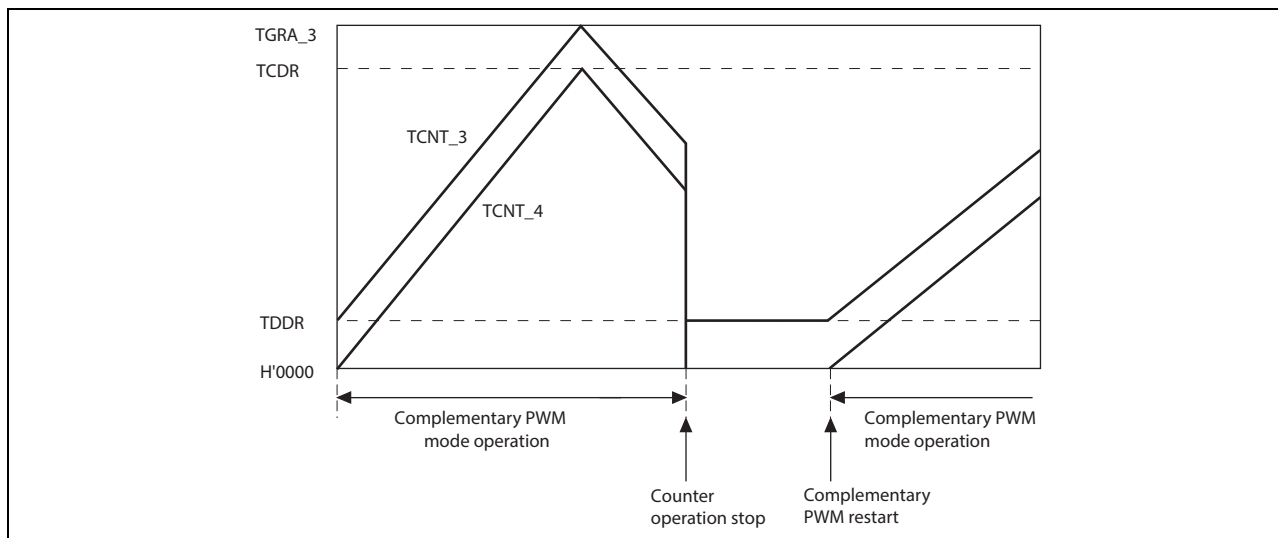 TGRA_3
TCDR
TCNT_3
TCNT_4
TDDR
H'0000
Complementary PWM
mode operation
Complementary PWM
mode operation
Counter
operation stop
Complementary
PWM restart